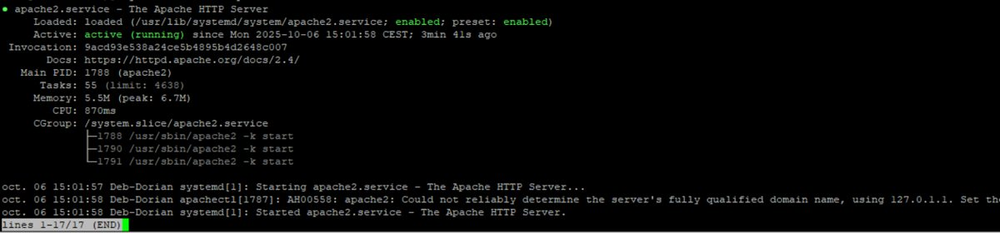 ● apache2.service - The Apache HTTP Server
Loaded: loaded (/usr/lib/systemd/system/apache2.service; enabled; preset: enabled)
Active: active (running) since Mon 2025-10-06 15:01:58 CEST; 3min 41s ago
Invocation: 9acd93e538a24ce5b4895b4d2648c007
Docs: https://httpd.apache.org/docs/2.4/
Main PID: 1788 (apache2)
Tasks: 55 (limit: 4638)
Memory: 5.5M (peak: 6.7M)
CPU: 870ms
CGroup: /system.slice/apache2.service
├─1788 /usr/sbin/apache2 -k start
├─1790 /usr/sbin/apache2 -k start
└─1791 /usr/sbin/apache2 -k start
oct. 06 15:01:57 Deb-Dorian systemd[1]: Starting apache2.service - The Apache HTTP Server...
oct. 06 15:01:58 Deb-Dorian apachectl[1787]: AH00558: apache2: Could not reliably determine the server's fully qualified domain name, using 127.0.1.1. Set the
oct. 06 15:01:58 Deb-Dorian systemd[1]: Started apache2.service - The Apache HTTP Server.
lines 1-17/17 (END)